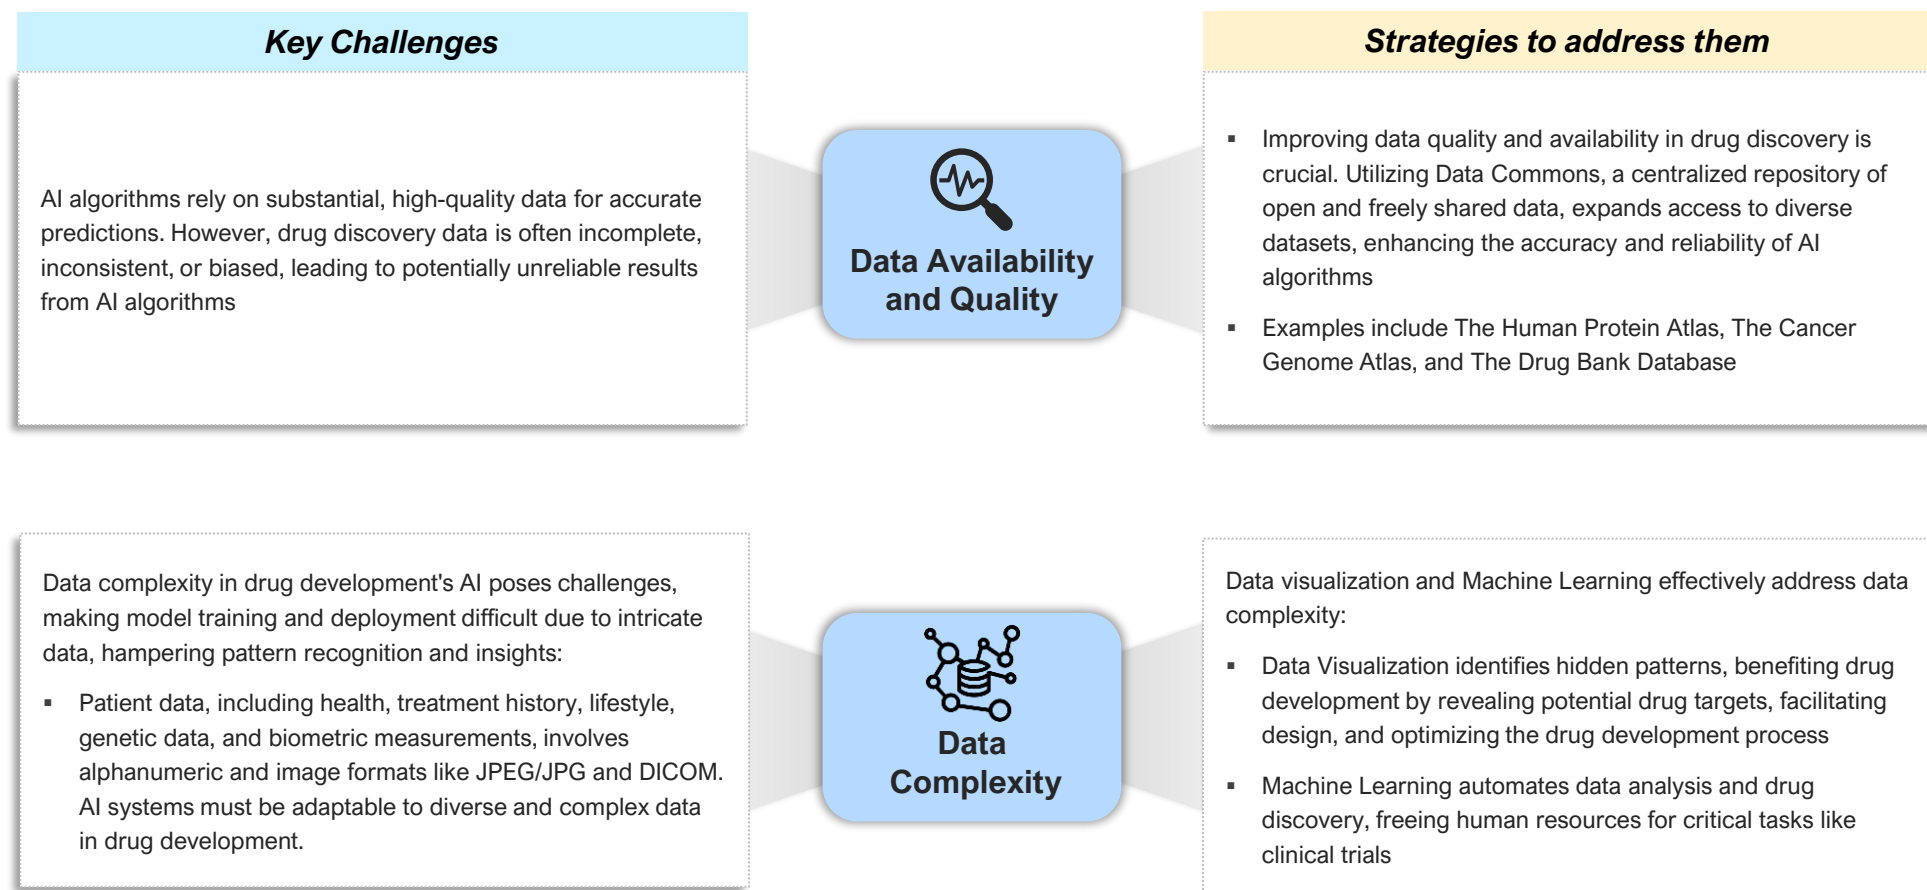 Key Challenges
Strategies to address them
AI algorithms rely on substantial, high-quality data for accurate
predictions. However, drug discovery data is often incomplete,
inconsistent, or biased, leading to potentially unreliable results
from AI algorithms
Data Availability
and Quality
▪ Improving data quality and availability in drug discovery is
crucial. Utilizing Data Commons, a centralized repository of
open and freely shared data, expands access to diverse
datasets, enhancing the accuracy and reliability of AI
algorithms
▪ Examples include The Human Protein Atlas, The Cancer
Genome Atlas, and The Drug Bank Database
Data complexity in drug development's AI poses challenges,
making model training and deployment difficult due to intricate
data, hampering pattern recognition and insights:
▪ Patient data, including health, treatment history, lifestyle,
genetic data, and biometric measurements, involves
alphanumeric and image formats like JPEG/JPG and DICOM.
AI systems must be adaptable to diverse and complex data
in drug development.
Data
Complexity
Data visualization and Machine Learning effectively address data
complexity:
▪ Data Visualization identifies hidden patterns, benefiting drug
development by revealing potential drug targets, facilitating
design, and optimizing the drug development process
▪ Machine Learning automates data analysis and drug
discovery, freeing human resources for critical tasks like
clinical trials